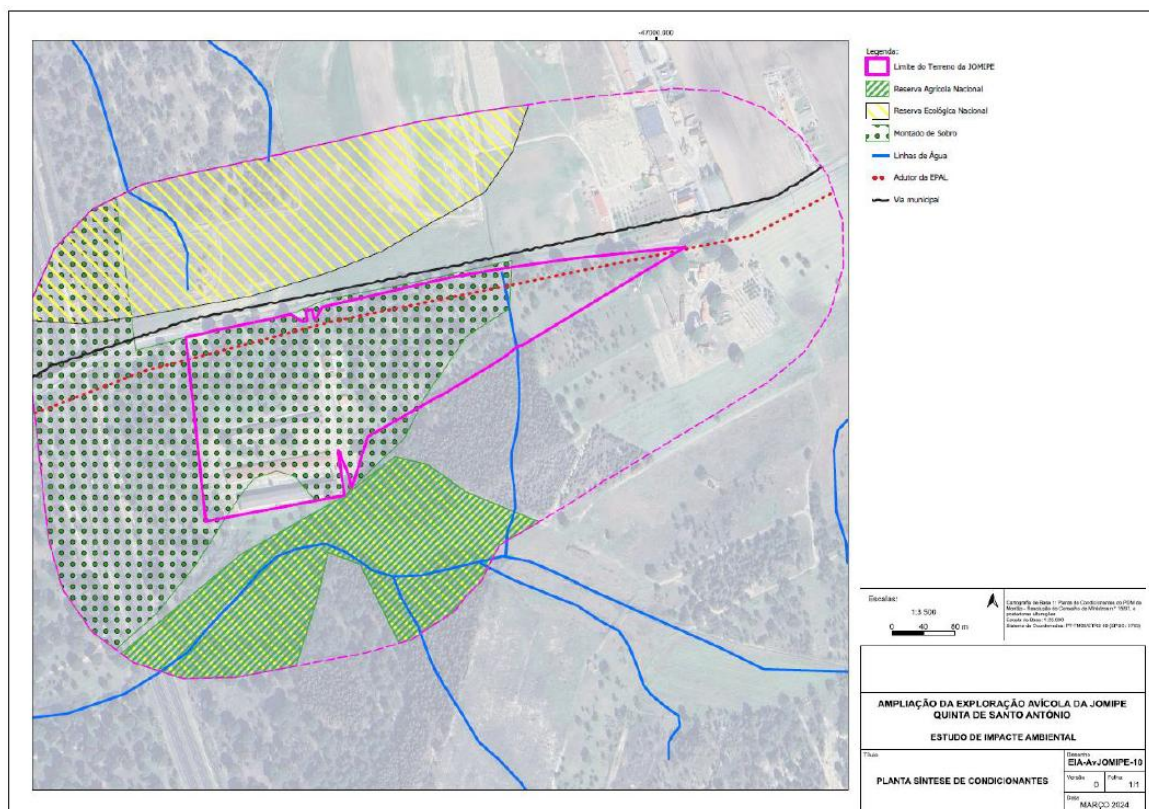 -47000,000
Legenda:
Limite do Terreno da JOMIPE
Reserva Agrícola Nacional
Reserva Ecológica Nacional
Montado de Sobro
Linhas de Água
Adutor da EPAL
Via municipal
Escalas:
1:3 500
0 40 80 m
AMPLIAÇÃO DA EXPLORAÇÃO AVÍCOLA DA JOMIPE
QUINTA DE SANTO ANTÓNIO
ESTUDO DE IMPACTE AMBIENTAL
Título
PLANTA SÍNTESE DE CONDICIONANTES
Desenho
EIA-AvJOMIPE-10
Versão
0
Folha
1/1
Data
MARÇO 2024